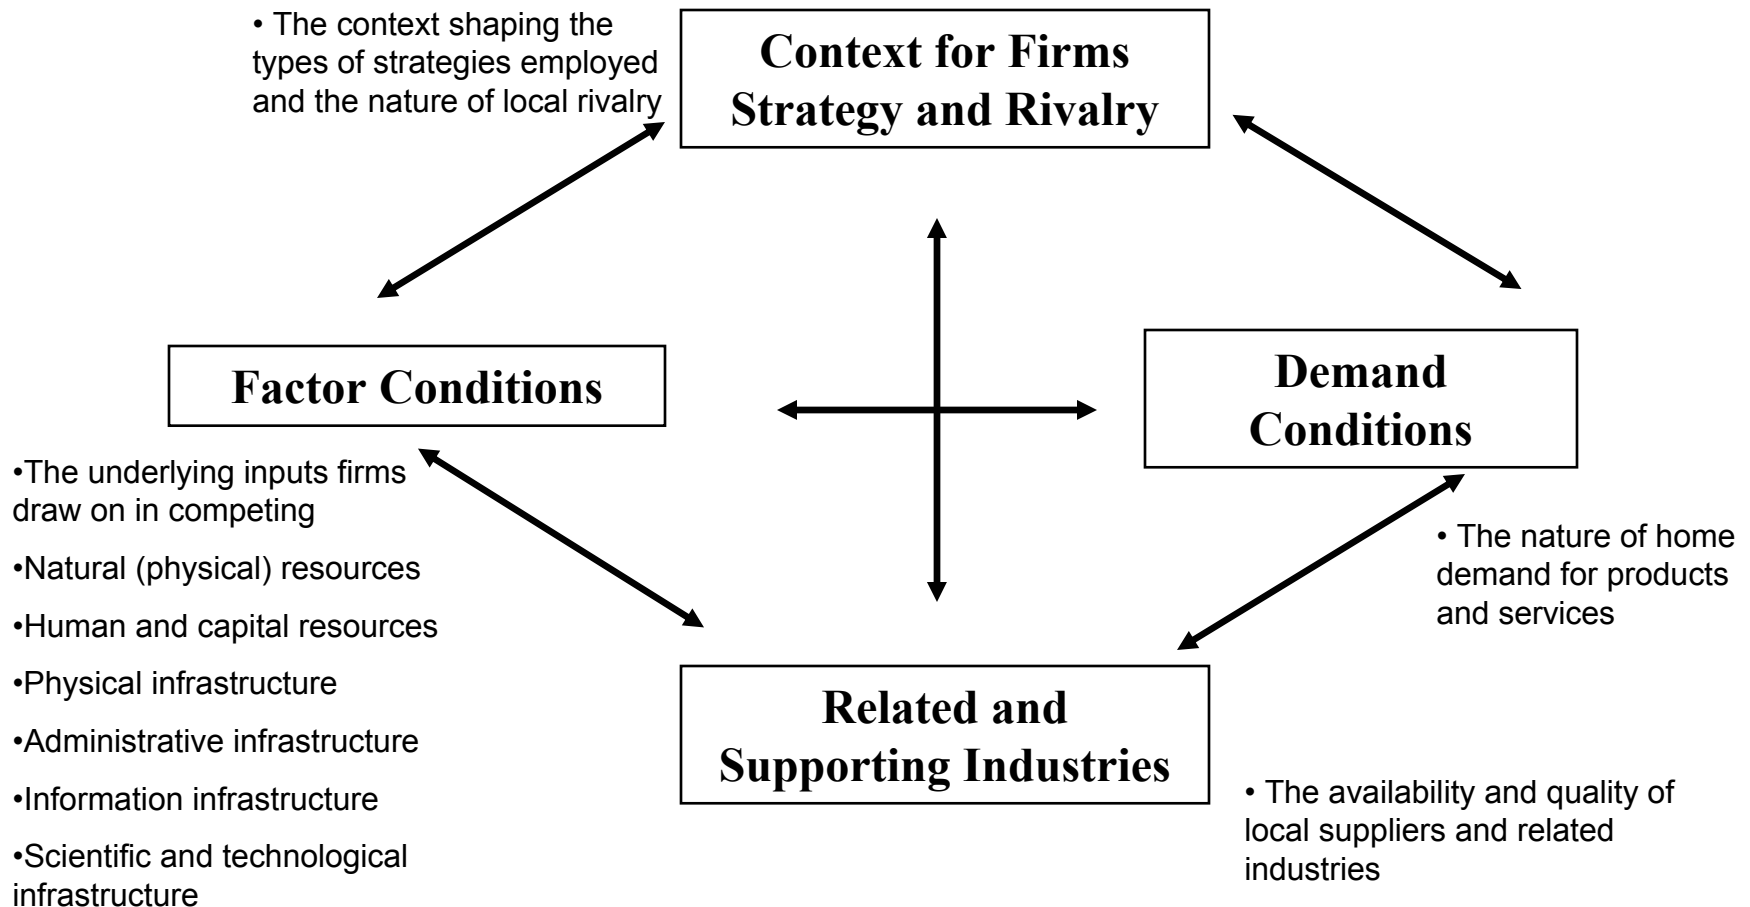 • The context shaping the
types of strategies employed
and the nature of local rivalry
Context for Firms
Strategy and Rivalry
Factor Conditions
Demand
Conditions
•The underlying inputs firms
draw on in competing
•Natural (physical) resources
•Human and capital resources
•Physical infrastructure
•Administrative infrastructure
•Information infrastructure
•Scientific and technological
infrastructure
• The nature of home
demand for products
and services
Related and
Supporting Industries
• The availability and quality of
local suppliers and related
industries